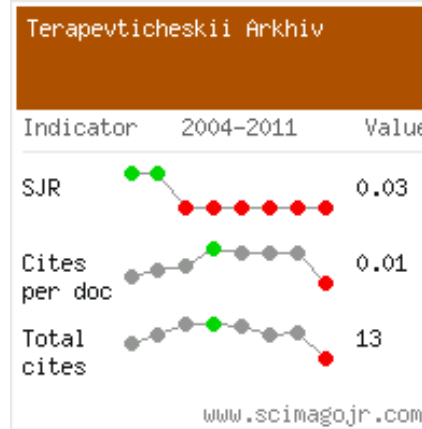 Terapevticheskii Arkhiv
Indicator 2004-2011 Value
SJR 0.03
Cites per doc 0.01
Total cites 13
www.scimagojr.com